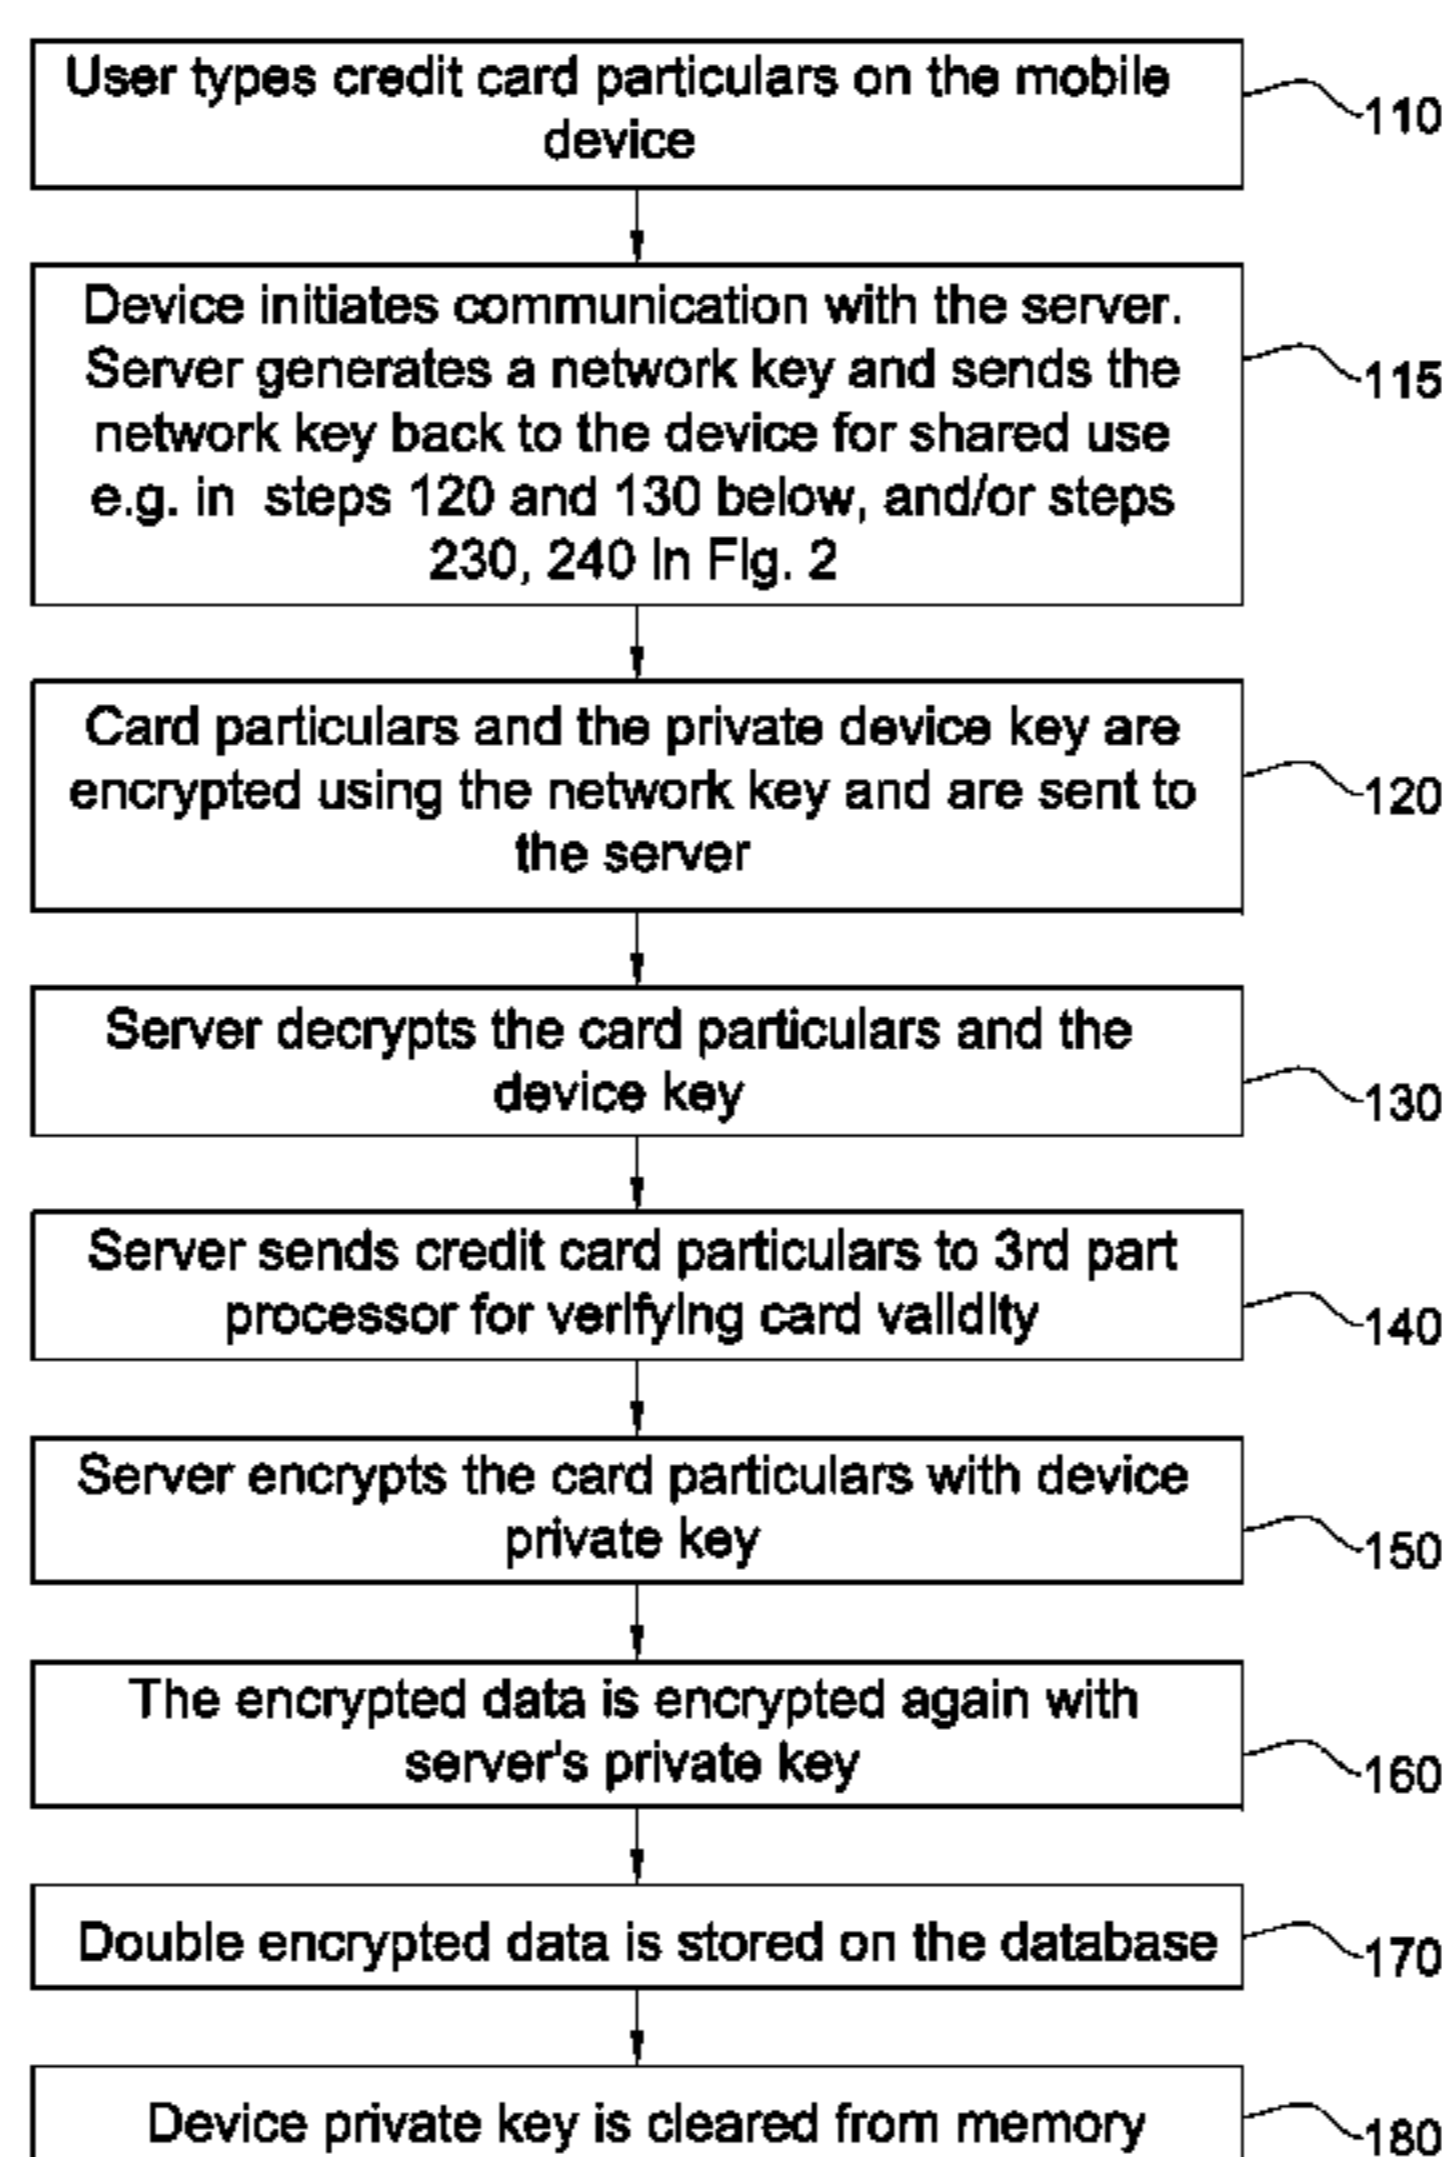 User types credit card particulars on the mobile
device
110
Device initiates communication with the server.
Server generates a network key and sends the
network key back to the device for shared use
e.g. in steps 120 and 130 below, and/or steps
230, 240 in Fig. 2
115
Card particulars and the private device key are
encrypted using the network key and are sent to
the server
120
Server decrypts the card particulars and the
device key
130
Server sends credit card particulars to 3rd part
processor for verifying card validity
140
Server encrypts the card particulars with device
private key
150
The encrypted data is encrypted again with
server's private key
160
Double encrypted data is stored on the database
170
Device private key is cleared from memory
180